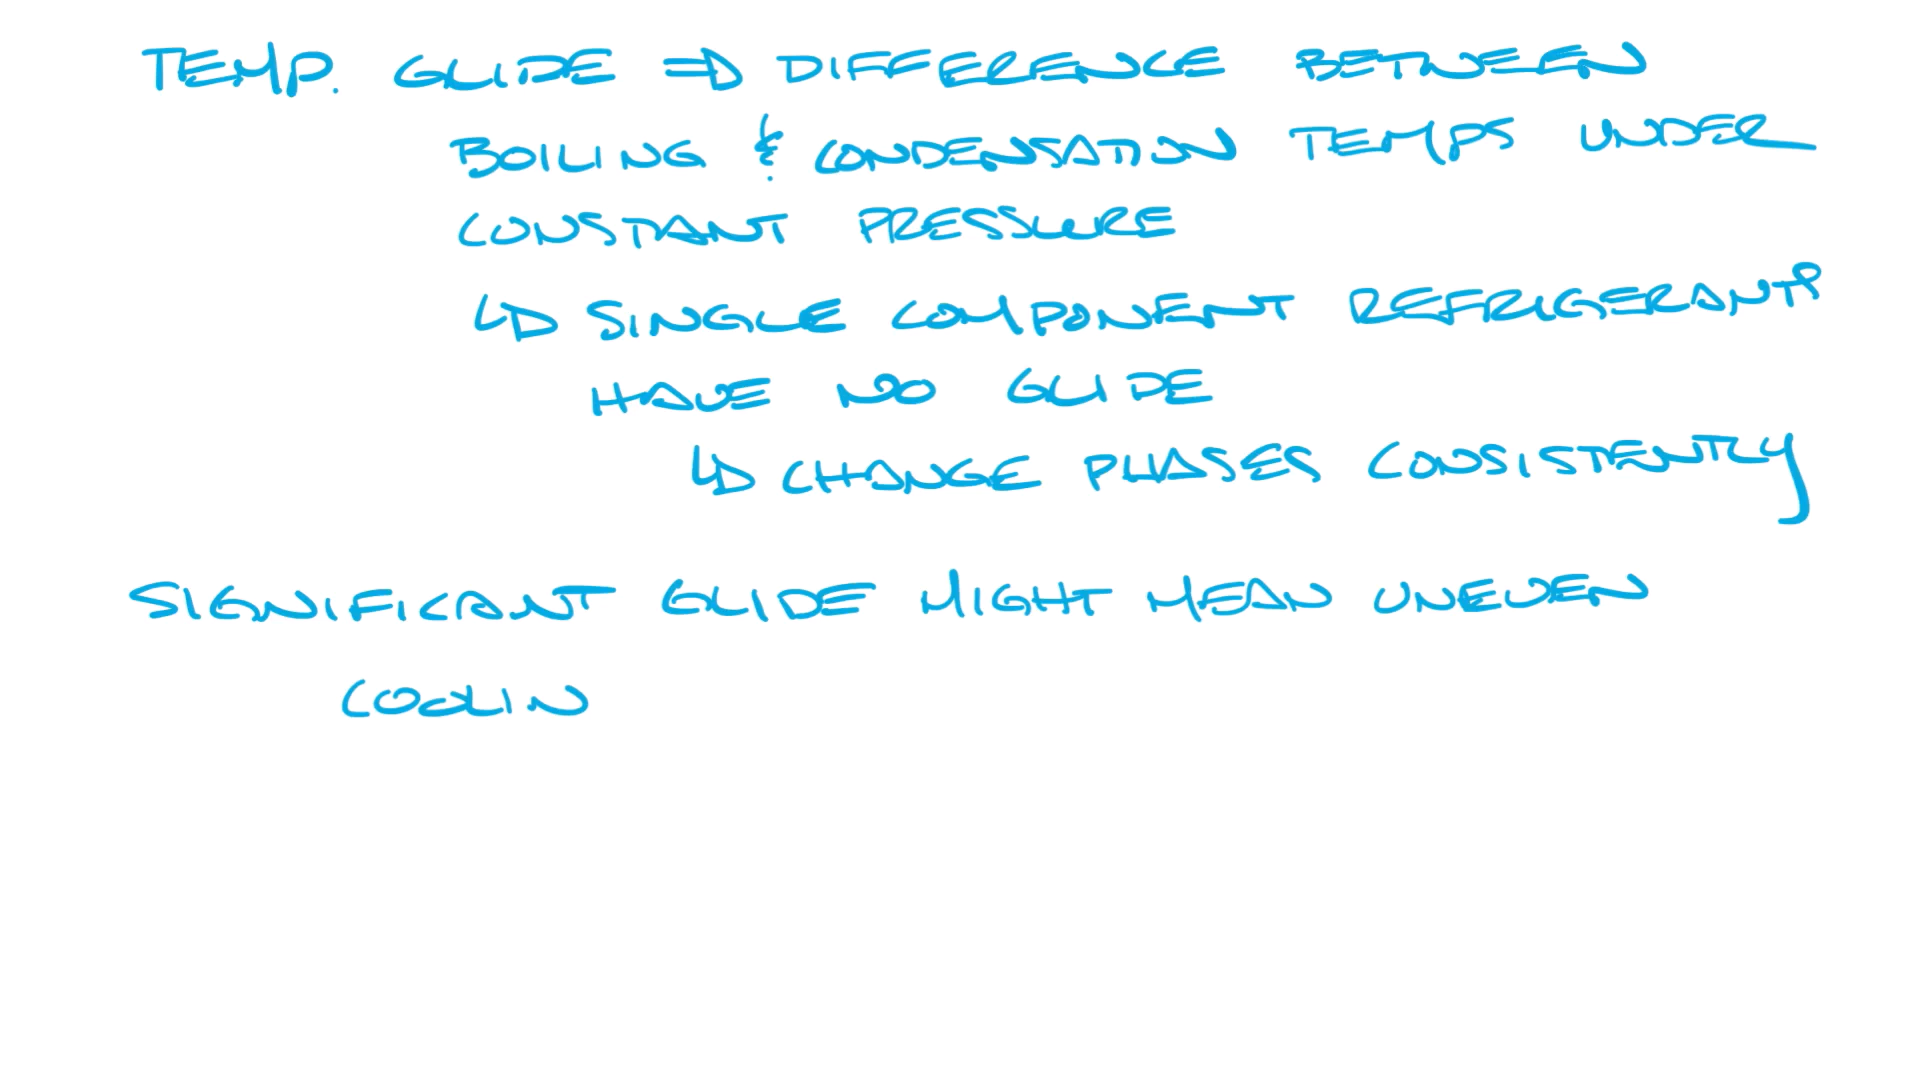 TEMP. GLIDE ⇒ DIFFERENCE BETWEEN
BOILING & CONDENSATION TEMPS UNDER
CONSTANT PRESSURE
↳ SINGLE COMPONENT REFRIGERANTS
HAVE NO GLIDE
↳ CHANGE PHASES CONSISTENTLY
SIGNIFICANT GLIDE MIGHT MEAN UNEVEN
COOLIN